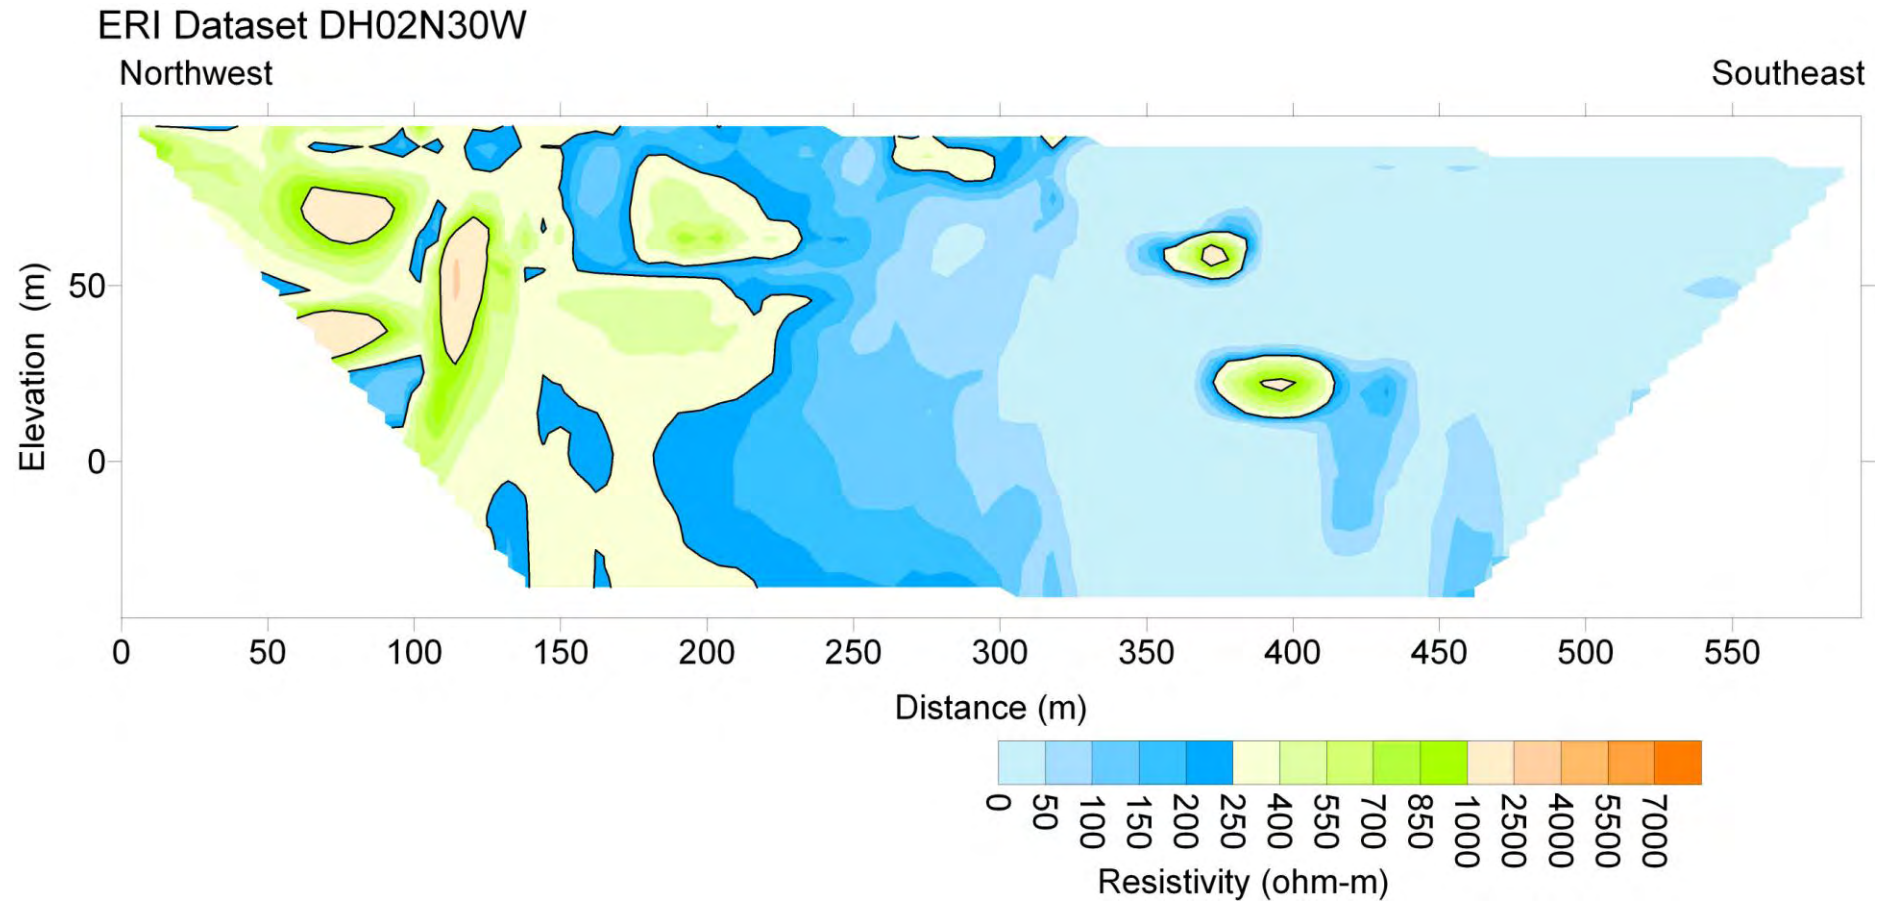 ERI Dataset DH02N30W
Northwest Southeast
Elevation (m)
50
0
0 50 100 150 200 250 300 350 400 450 500 550
Distance (m)
0 50 100 150 200 250 400 550 700 850 1000 2500 4000 5500 7000
Resistivity (ohm-m)